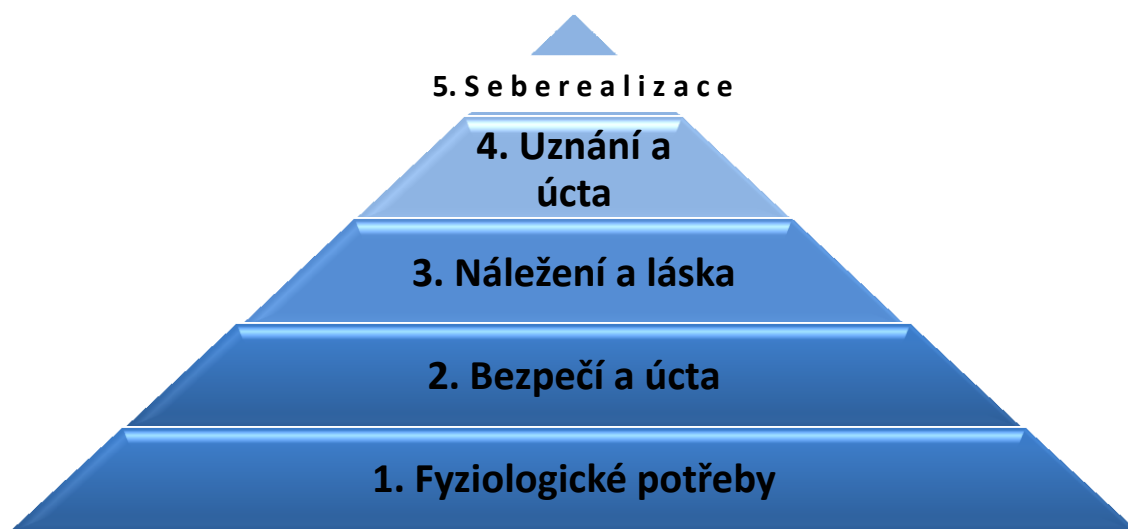 5. S e b e r e a l i z a c e
4. Uznání a
úcta
3. Náležení a láska
2. Bezpečí a úcta
1. Fyziologické potřeby